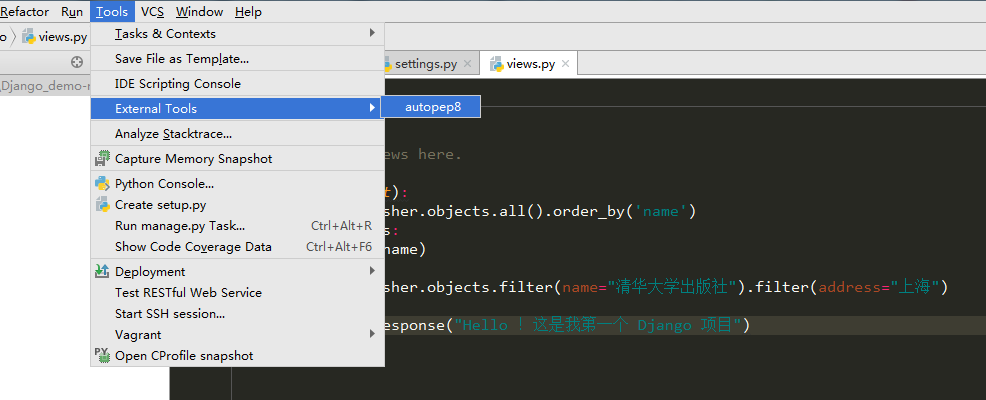 Refactor Run Tools VCS Window Help
views.py
Tasks & Contexts
settings.py
views.py
Save File as Template...
Django_demo-
IDE Scripting Console
External Tools
autopep8
Analyze Stacktrace...
ews here.
Capture Memory Snapshot
Python Console...
t):
Create setup.py
sher.objects.all().order_by('name')
Run manage.py Task... Ctrl+Alt+R
s:
Show Code Coverage Data Ctrl+Alt+F6
name)
Deployment
Test RESTful Web Service
sher.objects.filter(name="清华大学出版社").filter(address="上海")
Start SSH session...
esponse("Hello ! 这是我第一个 Django 项目")
Vagrant
Open CProfile snapshot